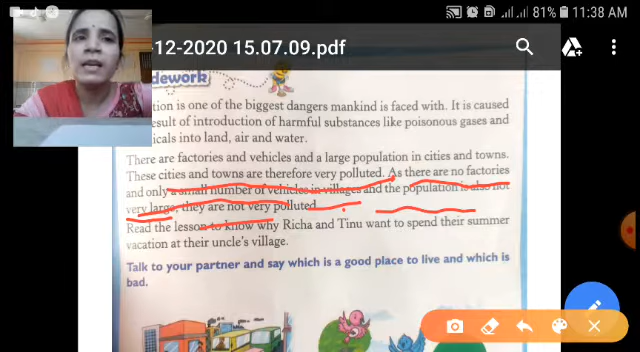 81% 11:38 AM
-12-2020 15.07.09.pdf
dework
tion is one of the biggest dangers mankind is faced with. It is caused
esult of introduction of harmful substances like poisonous gases and
icals into land, air and water.
There are factories and vehicles and a large population in cities and towns.
These cities and towns are therefore very polluted. As there are no factories
and only a small number of vehicles in villages and the population is also not
very large, they are not very polluted.
Read the lesson to know why Richa and Tinu want to spend their summer
vacation at their uncle's village.
Talk to your partner and say which is a good place to live and which is
bad.